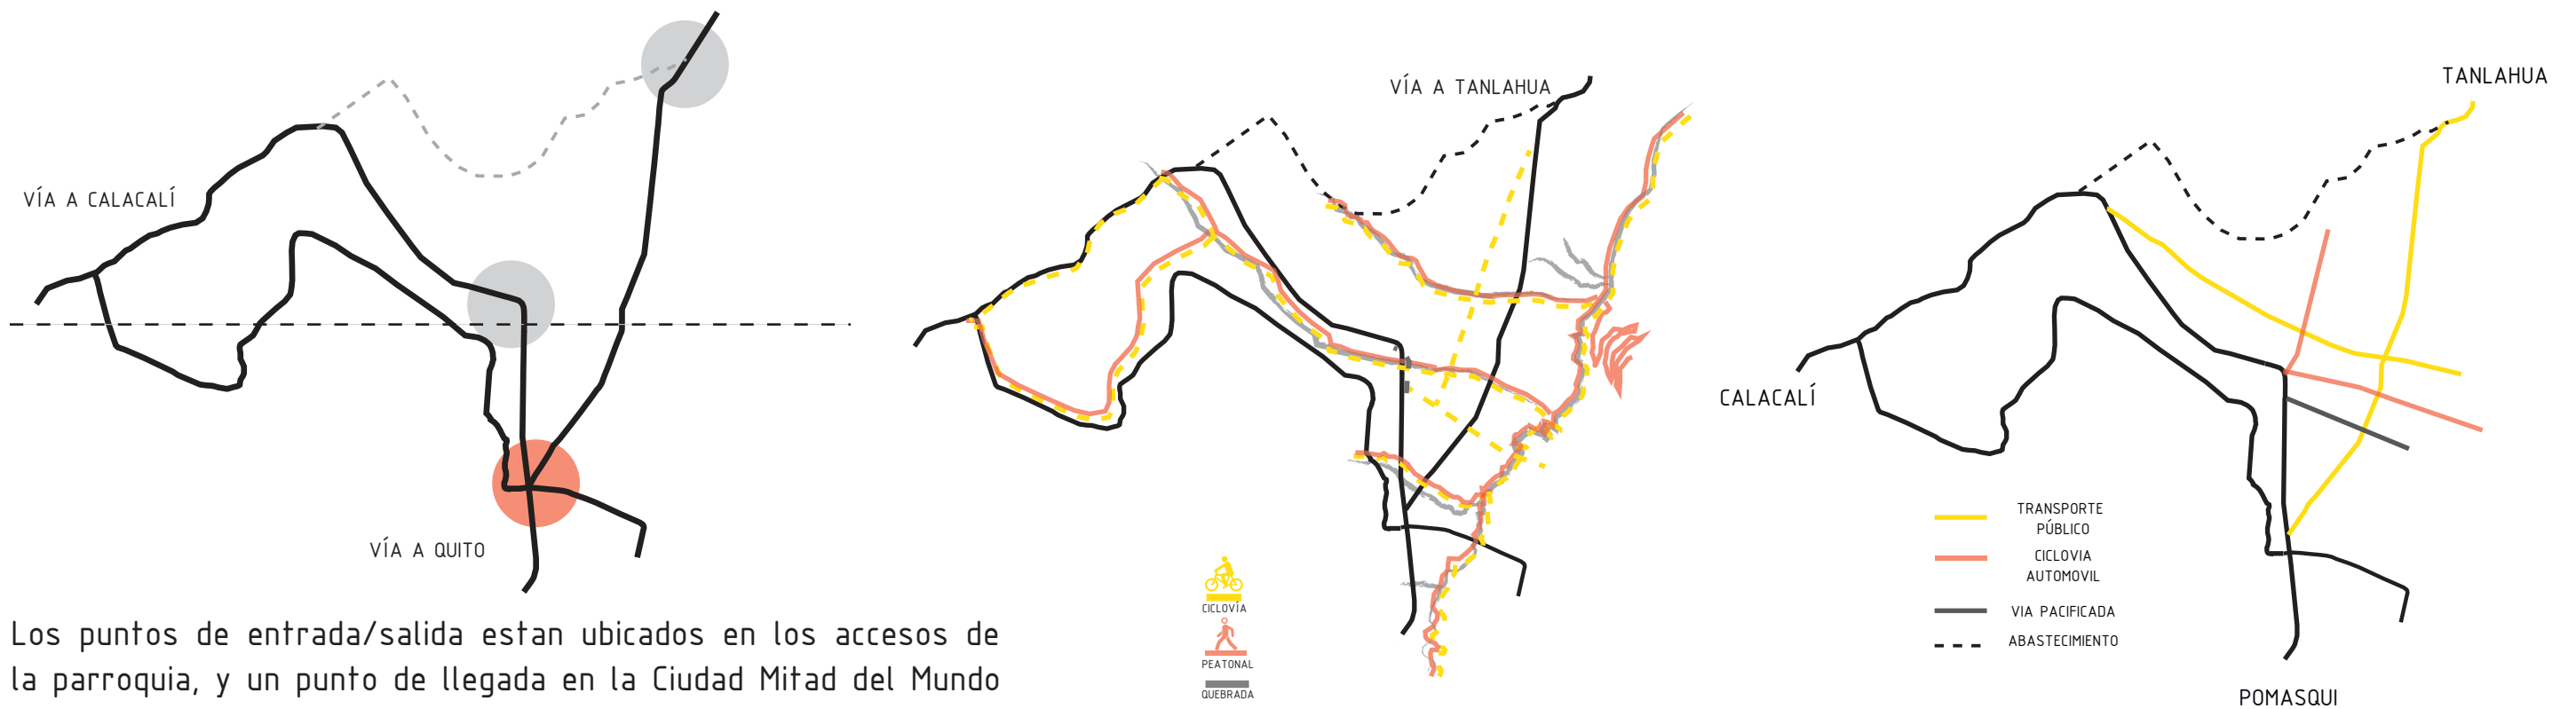 VÍA A CALACALÍ
VÍA A QUITO
Los puntos de entrada/salida estan ubicados en los accesos de
la parroquia, y un punto de llegada en la Ciudad Mitad del Mundo
VÍA A TANLAHUA
CICLOVÍA
PEATONAL
QUEBRADA
TANLAHUA
CALACALÍ
TRANSPORTE
PÚBLICO
CICLOVIA
AUTOMOVIL
VIA PACIFICADA
ABASTECIMIENTO
POMASQUI